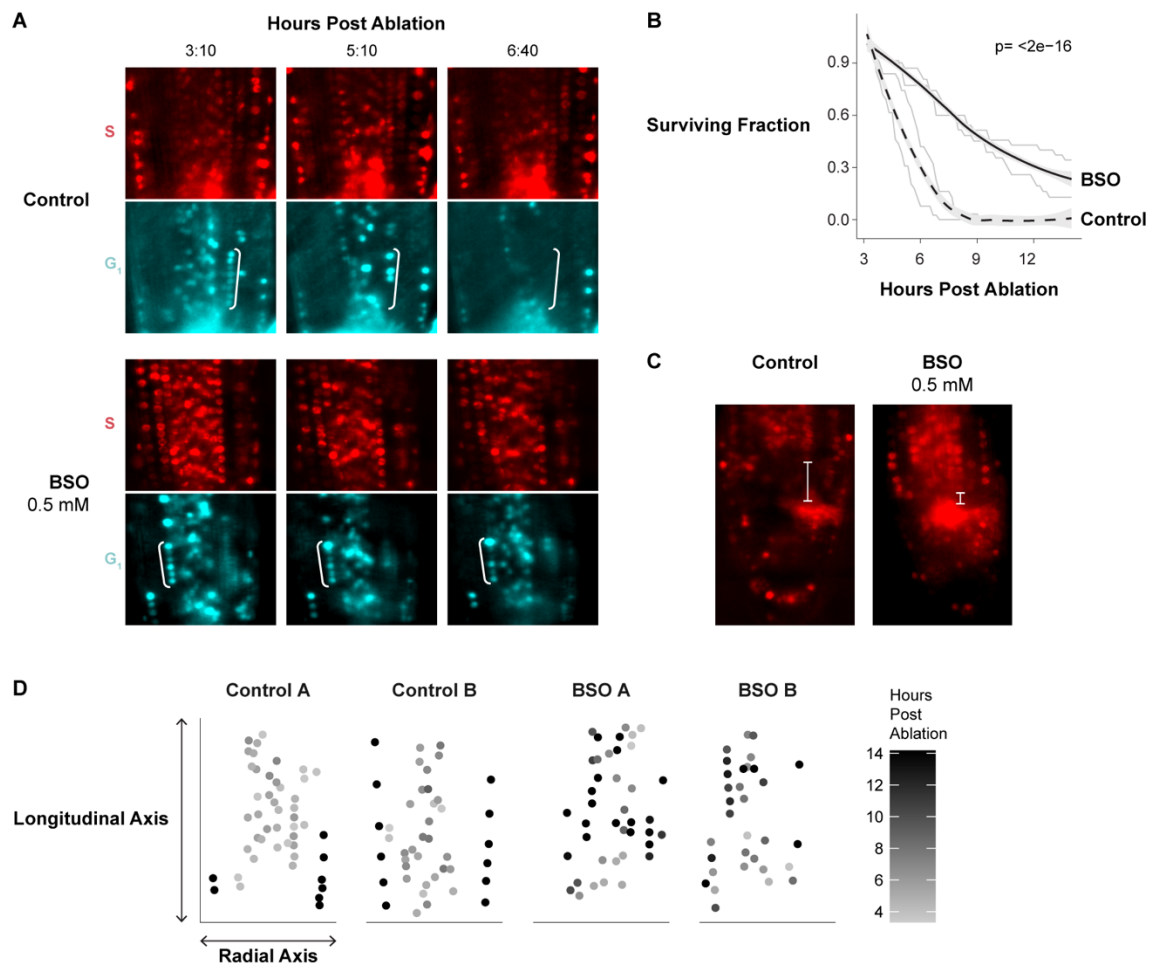 A
Hours Post Ablation
3:10
5:10
6:40
S
Control
G₁
S
BSO
0.5 mM
G₁
B
p= <2e−16
0.9
0.6
0.3
0.0
Surviving Fraction
BSO
Control
3
6
9
12
Hours Post Ablation
C
Control
BSO
0.5 mM
D
Control A
Control B
BSO A
BSO B
Longitudinal Axis
Radial Axis
Hours
Post
Ablation
14
12
10
8
6
4